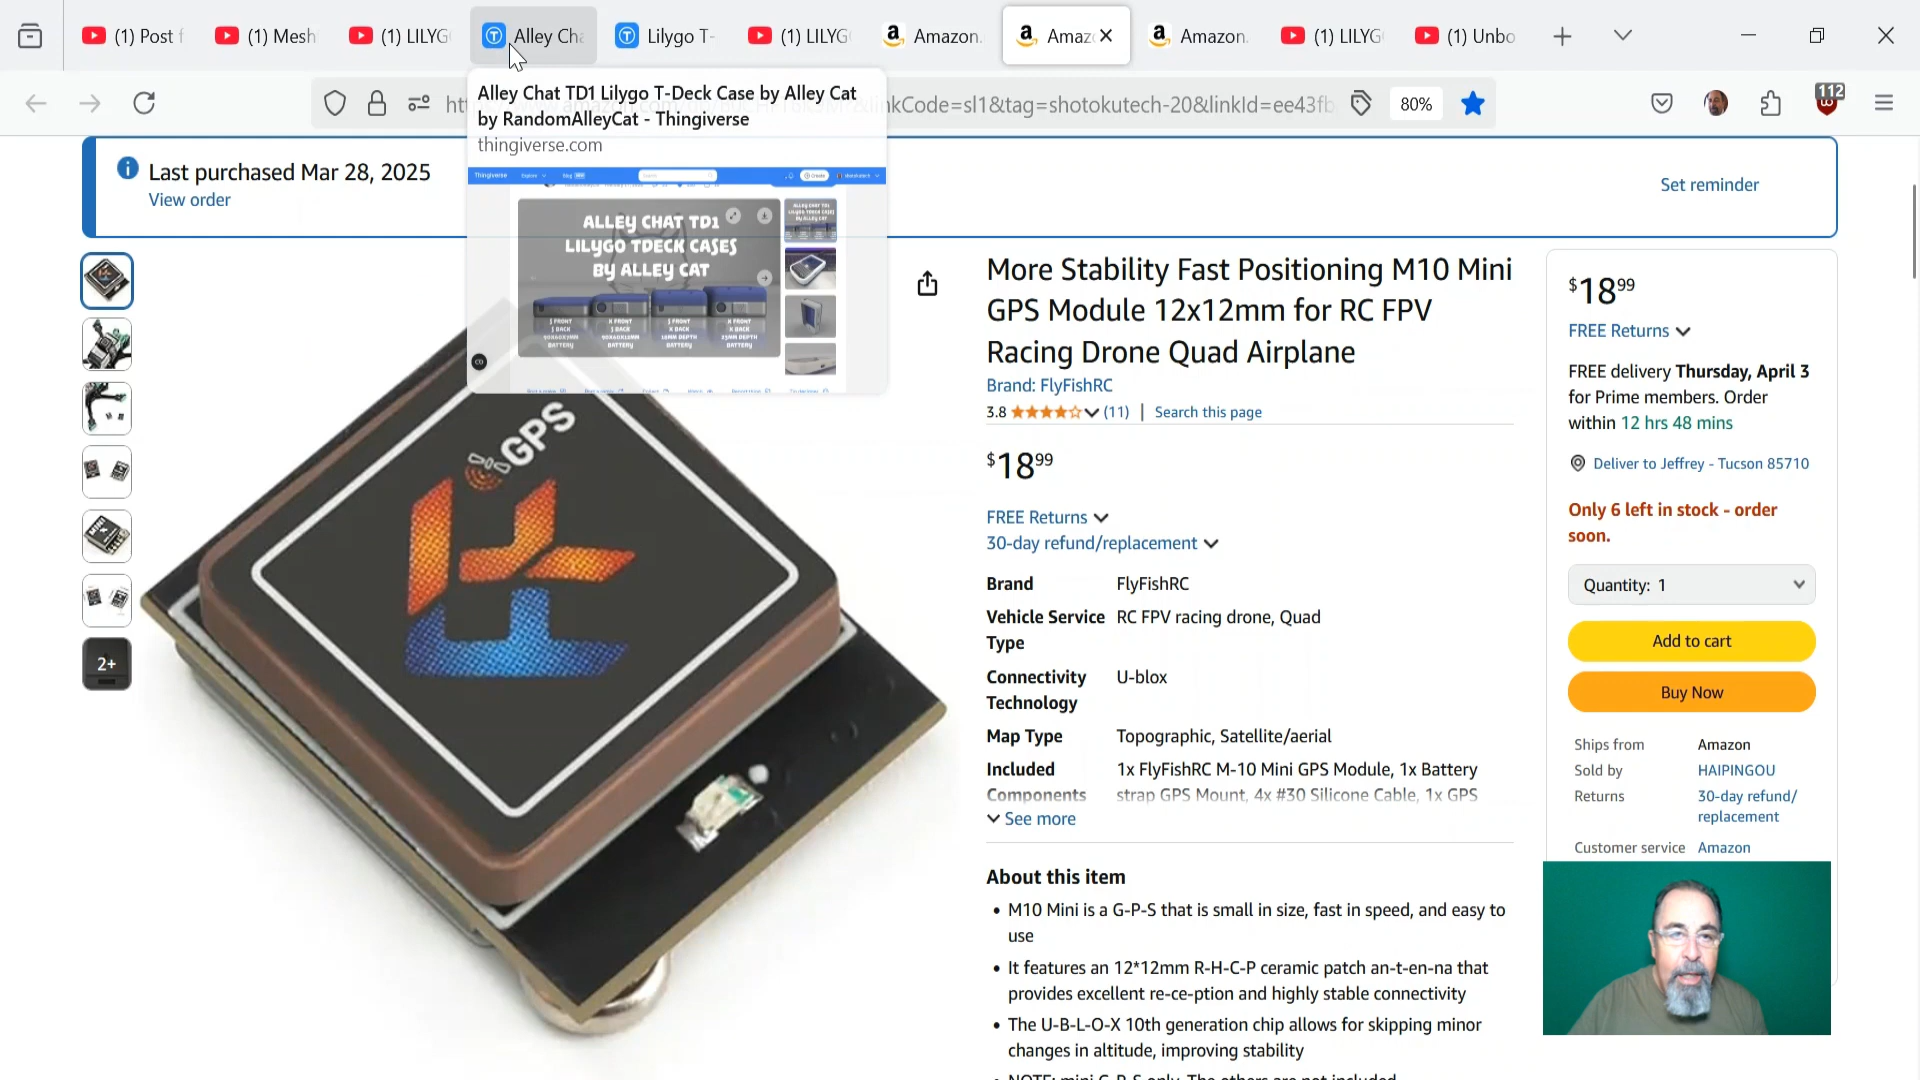 (1) Post f
(1) Mesh
(1) LILYG
Alley Cha
Lilygo T-
(1) LILYG
Amazon.
Amaz
Amazon.
(1) LILYG
(1) Unbo
linkCode=sl1&tag=shotokutech-20&linkId=ee43fb
80%
112
Alley Chat TD1 Lilygo T-Deck Case by Alley Cat
by RandomAlleyCat - Thingiverse
thingiverse.com
Thingiverse
ALLEY CHAT TD1
LILYGO TDECK CASES
BY ALLEY CAT
Last purchased Mar 28, 2025
View order
Set reminder
2+
GPS
More Stability Fast Positioning M10 Mini
GPS Module 12x12mm for RC FPV
Racing Drone Quad Airplane
Brand: FlyFishRC
3.8 (11) | Search this page
$18 99
FREE Returns
30-day refund/replacement
Brand FlyFishRC
Vehicle Service RC FPV racing drone, Quad
Type
Connectivity U-blox
Technology
Map Type Topographic, Satellite/aerial
Included 1x FlyFishRC M-10 Mini GPS Module, 1x Battery
Components strap GPS Mount, 4x #30 Silicone Cable, 1x GPS
See more
About this item
• M10 Mini is a G-P-S that is small in size, fast in speed, and easy to
use
• It features an 12*12mm R-H-C-P ceramic patch an-t-en-na that
provides excellent re-ce-ption and highly stable connectivity
• The U-B-L-O-X 10th generation chip allows for skipping minor
changes in altitude, improving stability
• NOTE: mini G-P-S only. The others are not included
$18 99
FREE Returns
FREE delivery Thursday, April 3
for Prime members. Order
within 12 hrs 48 mins
Deliver to Jeffrey - Tucson 85710
Only 6 left in stock - order
soon.
Quantity: 1
Add to cart
Buy Now
Ships from Amazon
Sold by HAIPINGOU
Returns 30-day refund/
replacement
Customer service Amazon